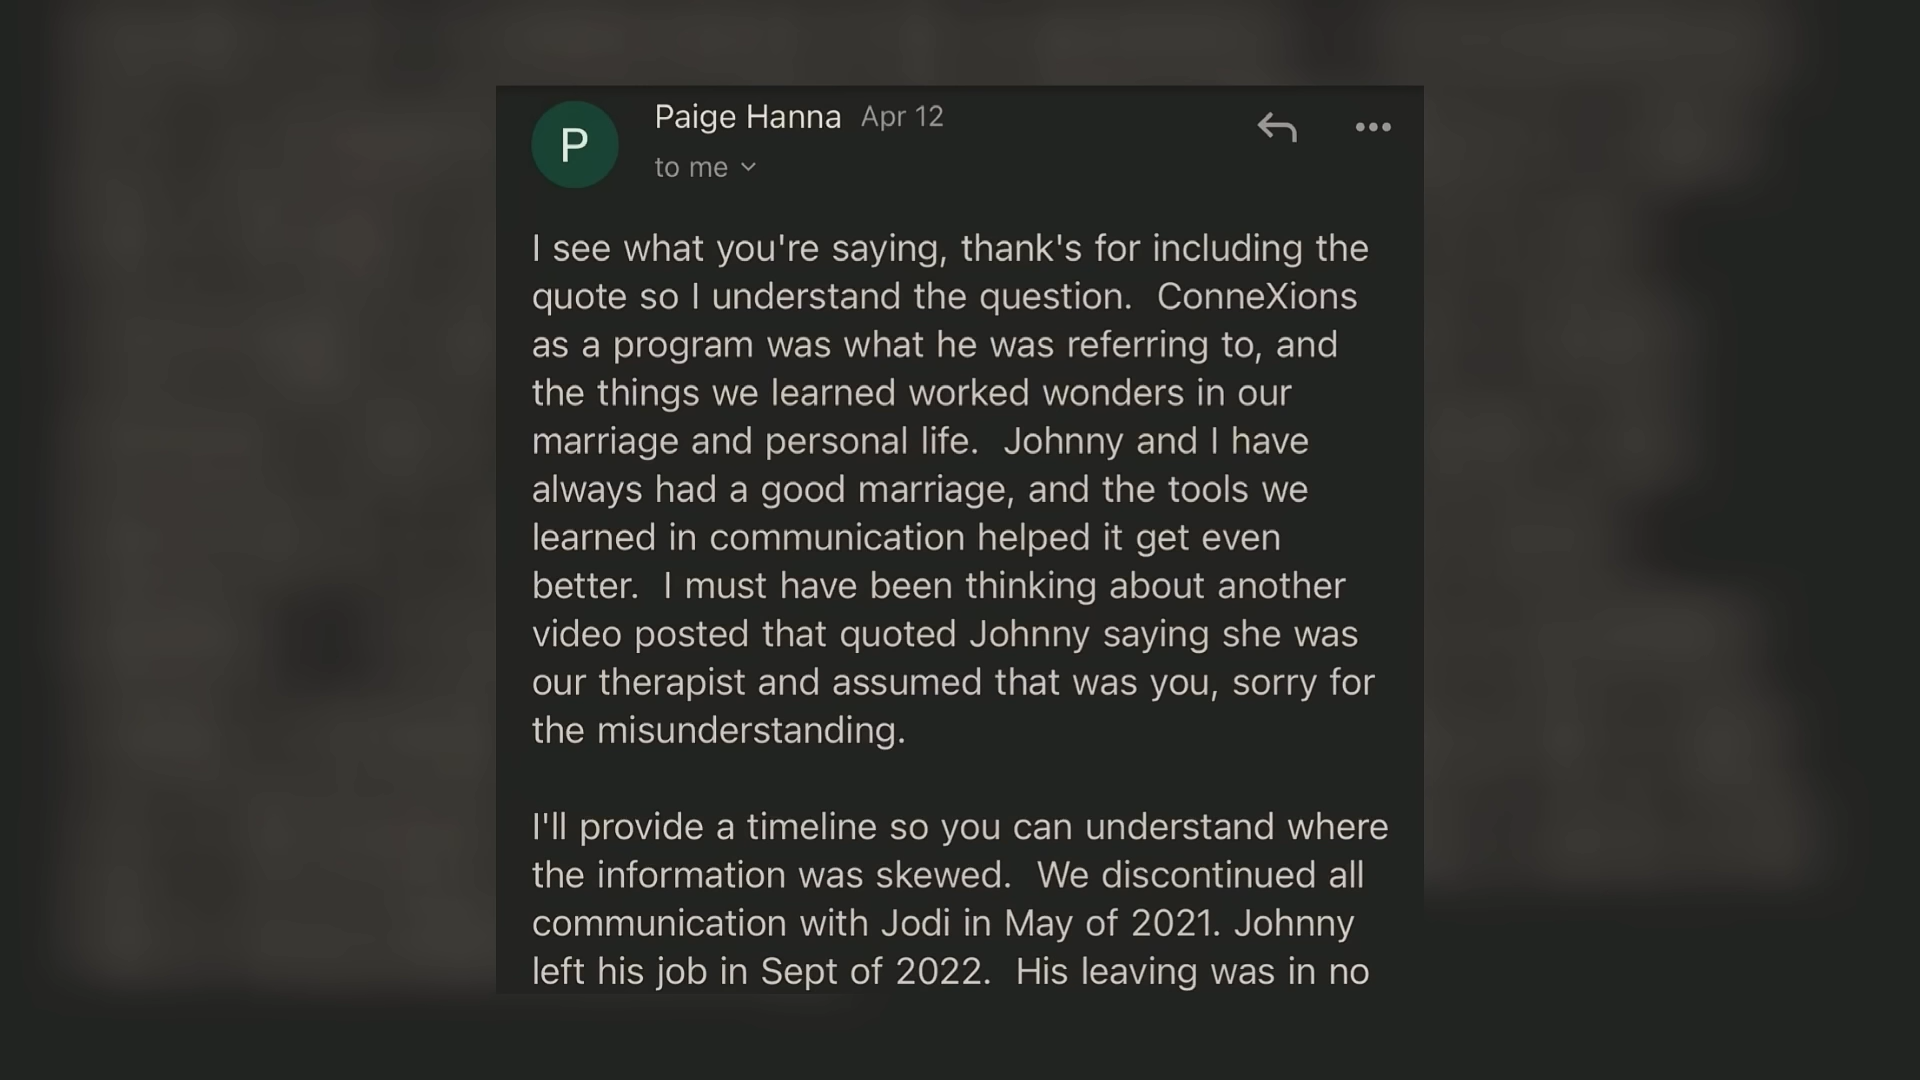 P
Paige Hanna Apr 12
to me
I see what you're saying, thank's for including the
quote so I understand the question. ConneXions
as a program was what he was referring to, and
the things we learned worked wonders in our
marriage and personal life. Johnny and I have
always had a good marriage, and the tools we
learned in communication helped it get even
better. I must have been thinking about another
video posted that quoted Johnny saying she was
our therapist and assumed that was you, sorry for
the misunderstanding.
I'll provide a timeline so you can understand where
the information was skewed. We discontinued all
communication with Jodi in May of 2021. Johnny
left his job in Sept of 2022. His leaving was in no